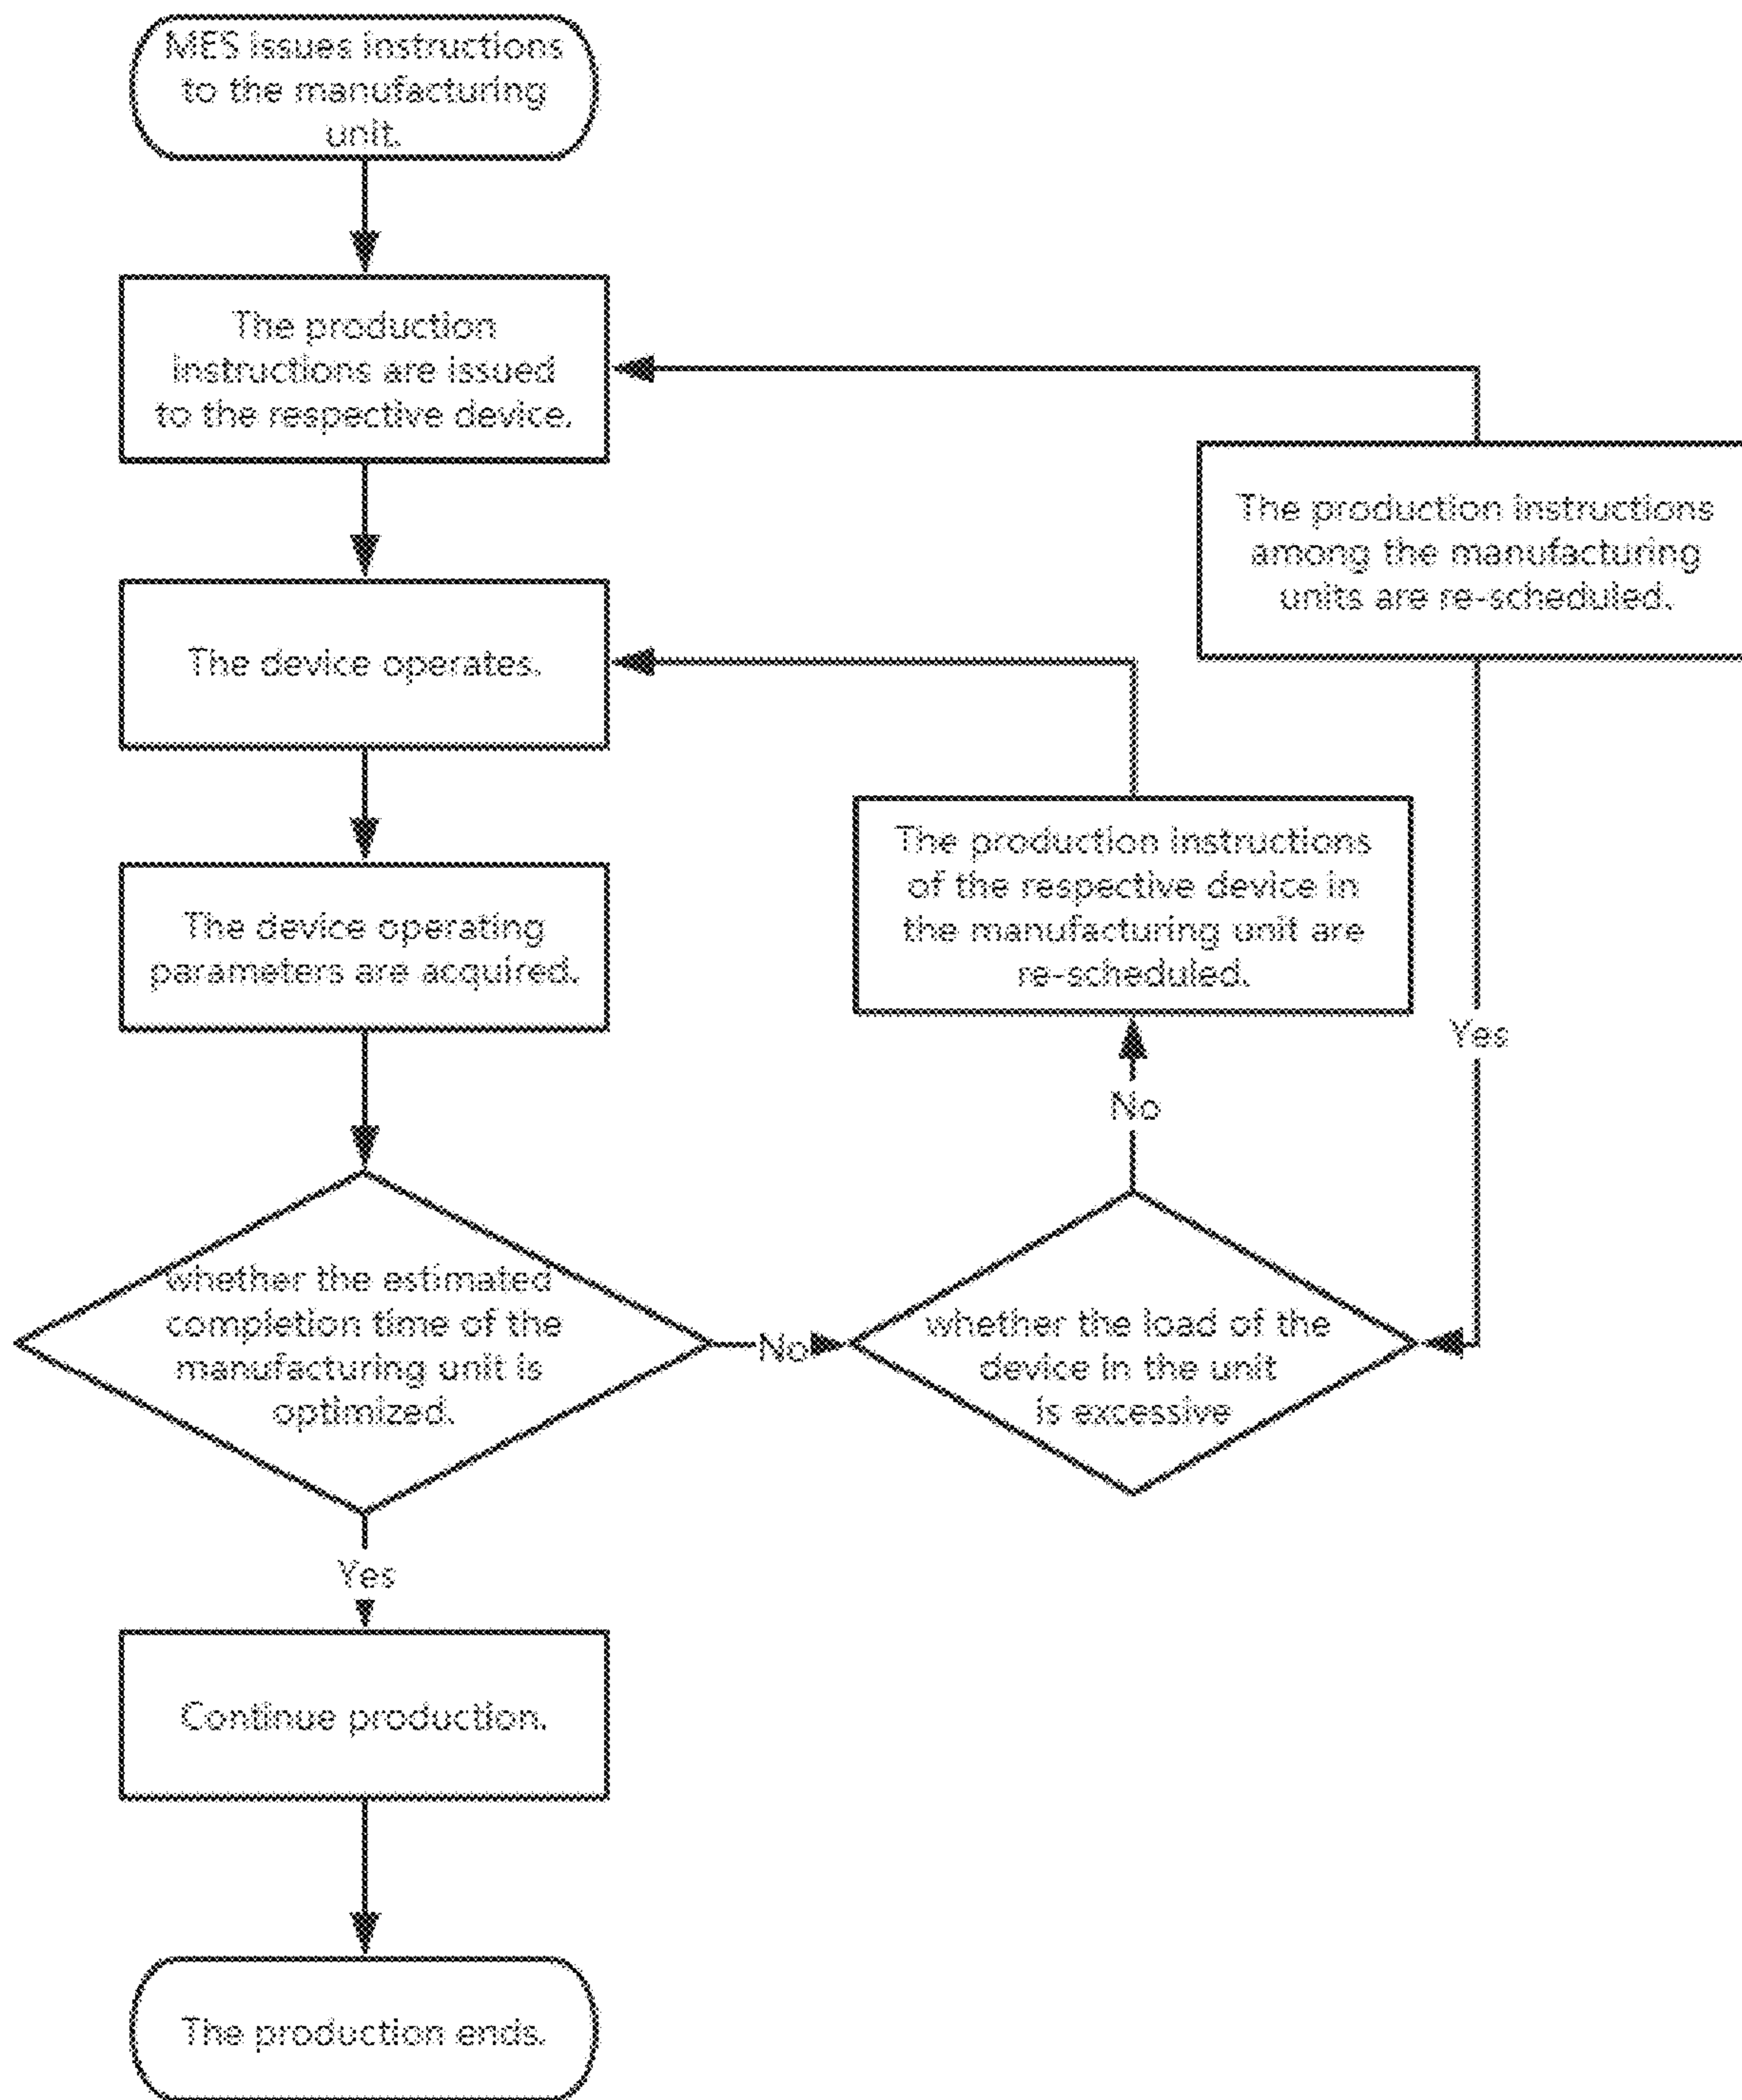 MES issues instructions
to the manufacturing
unit.
The production
instructions are issued
to the respective device.
The production instructions
among the manufacturing
units are re-scheduled.
The device operates.
The production instructions
of the respective device in
the manufacturing unit are
re-scheduled.
The device operating
parameters are acquired.
Yes
No
whether the estimated
completion time of the
manufacturing unit is
optimized.
No
whether the load of the
device in the unit
is excessive
Yes
Continue production.
The production ends.